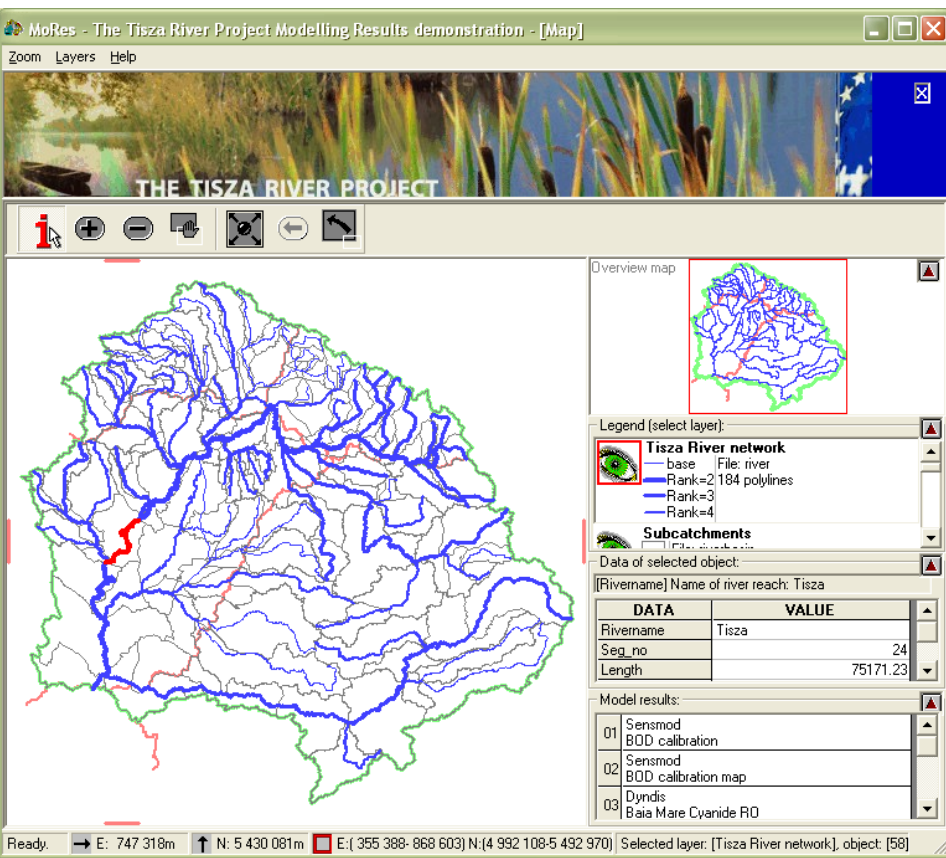 MoRes - The Tisza River Project Modelling Results demonstration - [Map]
Zoom Layers Help
THE TISZA RIVER PROJECT
Overview map
Legend (select layer):
Tisza River network
base File: river
Rank=2 184 polylines
Rank=3
Rank=4
Subcatchments
Data of selected object:
[Rivername] Name of river reach: Tisza
DATA VALUE
Rivername Tisza
Seg_no 24
Length 75171.23
Model results:
01 Sensmod
BOD calibration
02 Sensmod
BOD calibration map
03 Dyndis
Baia Mare Cyanide RO
Ready. E: 747 318m N: 5 430 081m E:( 355 388- 868 603) N:(4 992 108-5 492 970) Selected layer: [Tisza River network], object: [58]